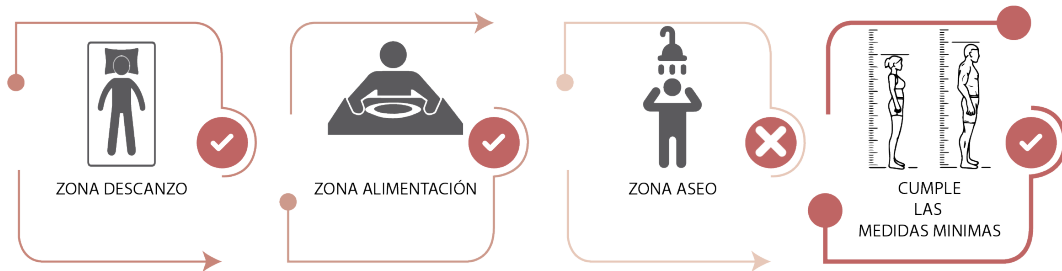 ZONA DESCANZO
ZONA ALIMENTACIÓN
ZONA ASEO
CUMPLE
LAS
MEDIDAS MINIMAS